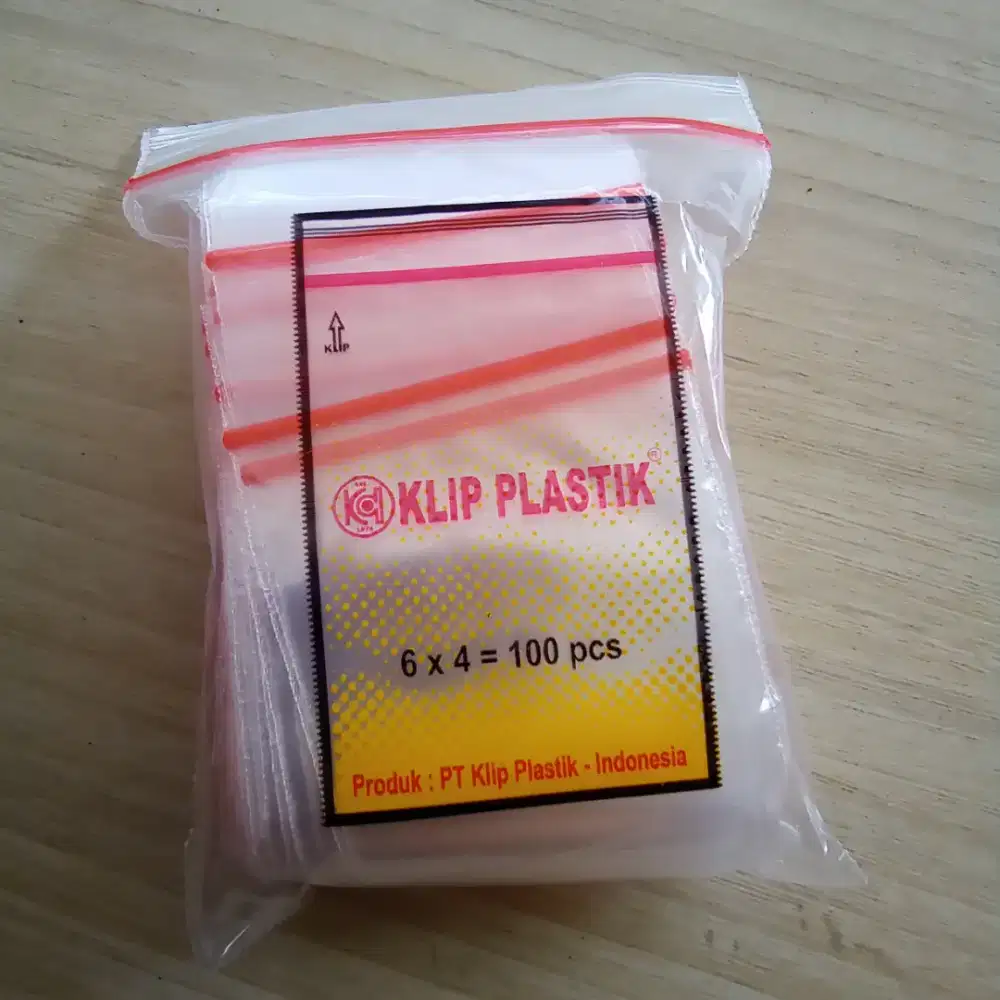 KLIP
KLIP PLASTIK ®
6 x 4 = 100 pcs
Produk : PT Klip Plastik - Indonesia